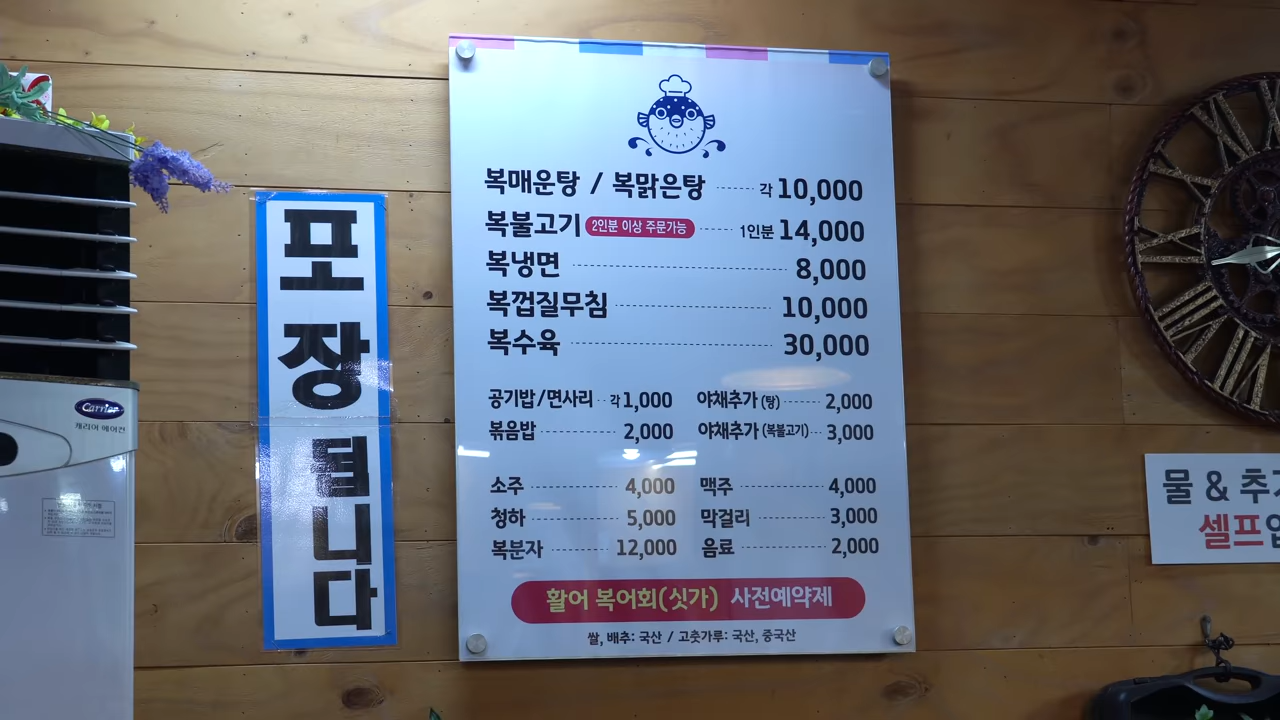 포장됩니다
복매운탕 / 복맑은탕 각 10,000
복불고기 2인분 이상 주문가능 1인분 14,000
복냉면 8,000
복껍질무침 10,000
복수육 30,000
공기밥/면사리 각 1,000 야채추가 (탕) 2,000
볶음밥 2,000 야채추가 (복불고기) 3,000
소주 4,000 맥주 4,000
청하 5,000 막걸리 3,000
복분자 12,000 음료 2,000
활어 복어회(싯가) 사전예약제
쌀, 배추: 국산 / 고춧가루: 국산, 중국산
Carrier
캐리어 에어컨
물 & 추
셀프